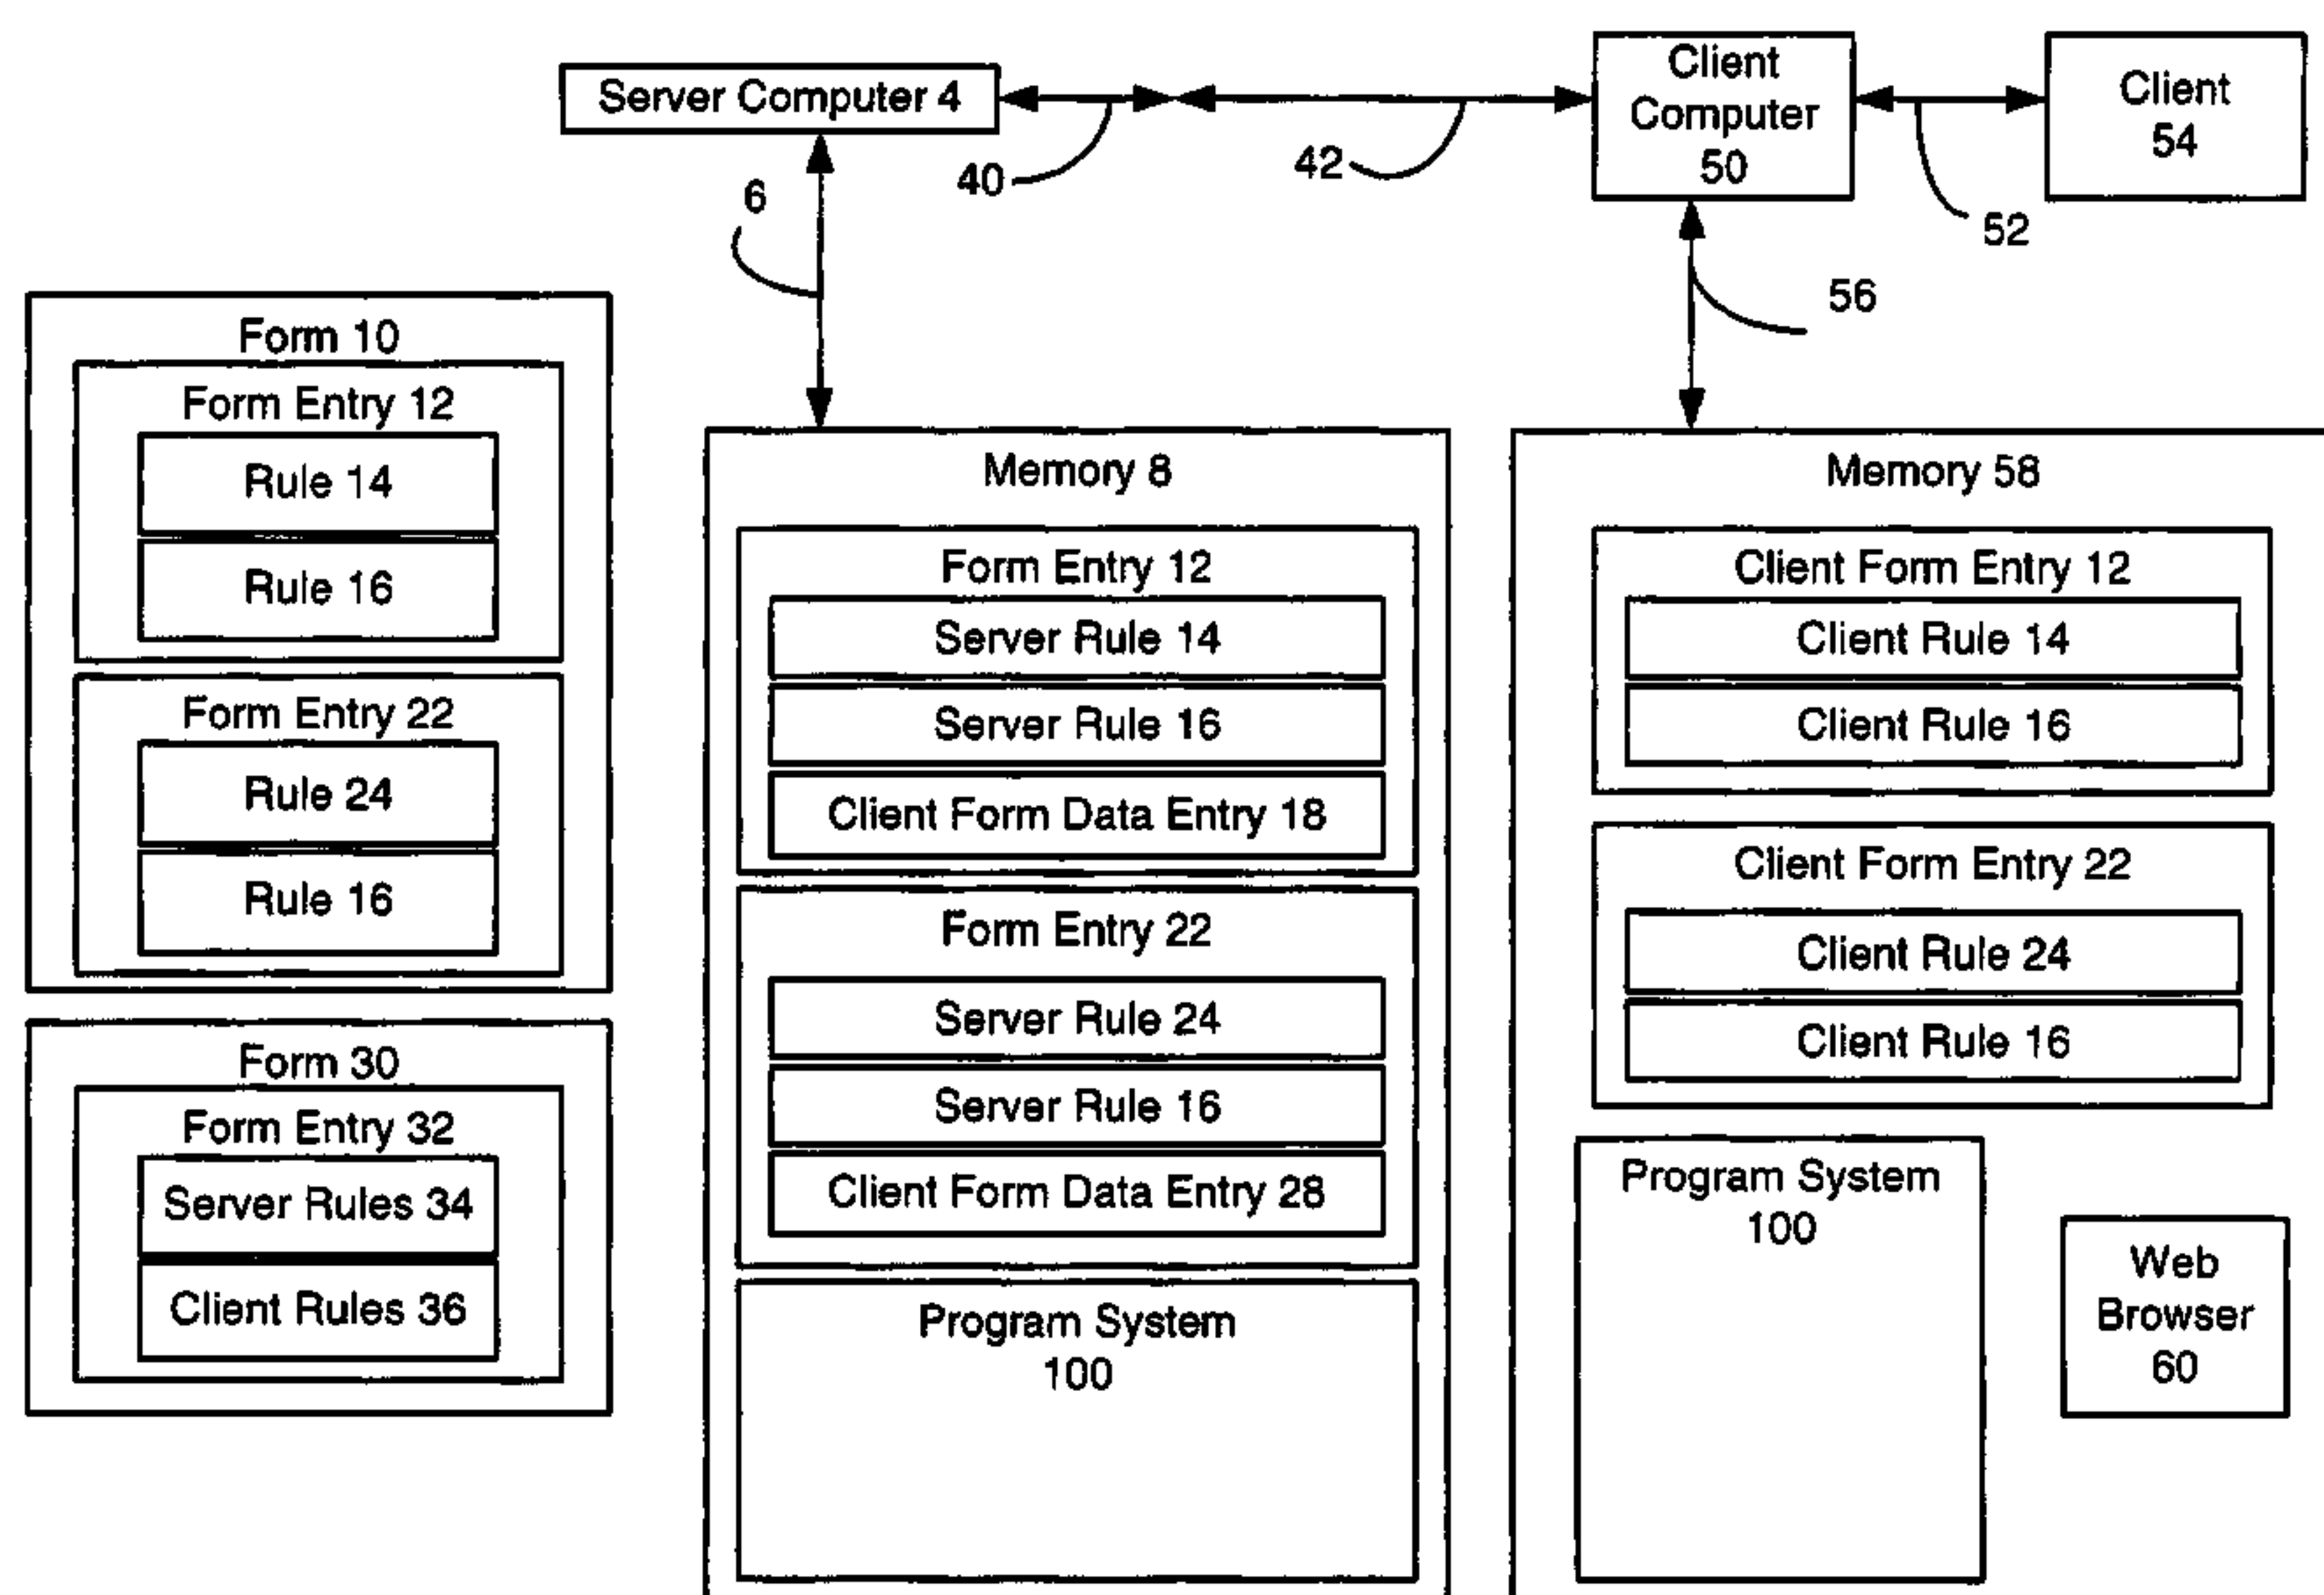 Server Computer 4
Client
Computer
50
Client
54
6
40
42
52
56
Form 10
Form Entry 12
Rule 14
Rule 16
Form Entry 22
Rule 24
Rule 16
Form 30
Form Entry 32
Server Rules 34
Client Rules 36
Memory 8
Form Entry 12
Server Rule 14
Server Rule 16
Client Form Data Entry 18
Form Entry 22
Server Rule 24
Server Rule 16
Client Form Data Entry 28
Program System
100
Memory 58
Client Form Entry 12
Client Rule 14
Client Rule 16
Client Form Entry 22
Client Rule 24
Client Rule 16
Program System
100
Web
Browser
60